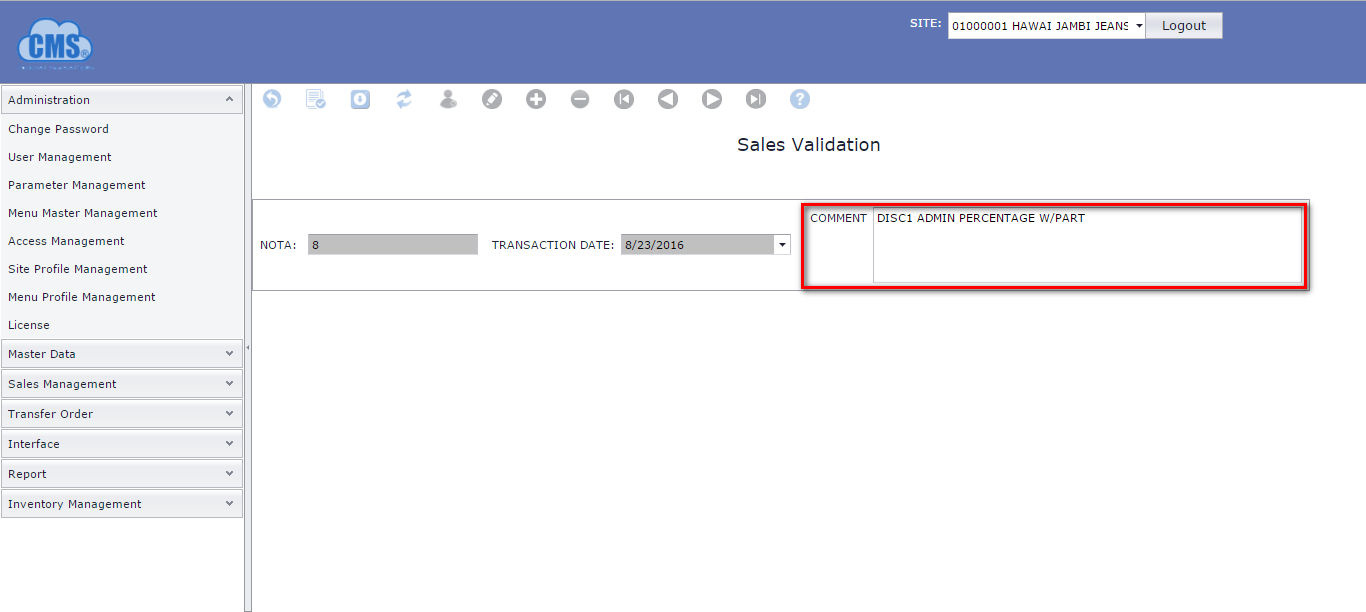 CMS®
SITE: 01000001 HAWAI JAMBI JEANS Logout
Administration
Change Password
User Management
Parameter Management
Menu Master Management
Access Management
Site Profile Management
Menu Profile Management
License
Master Data
Sales Management
Transfer Order
Interface
Report
Inventory Management
Sales Validation
NOTA: 8 TRANSACTION DATE: 8/23/2016
COMMENT DISC1 ADMIN PERCENTAGE W/PART